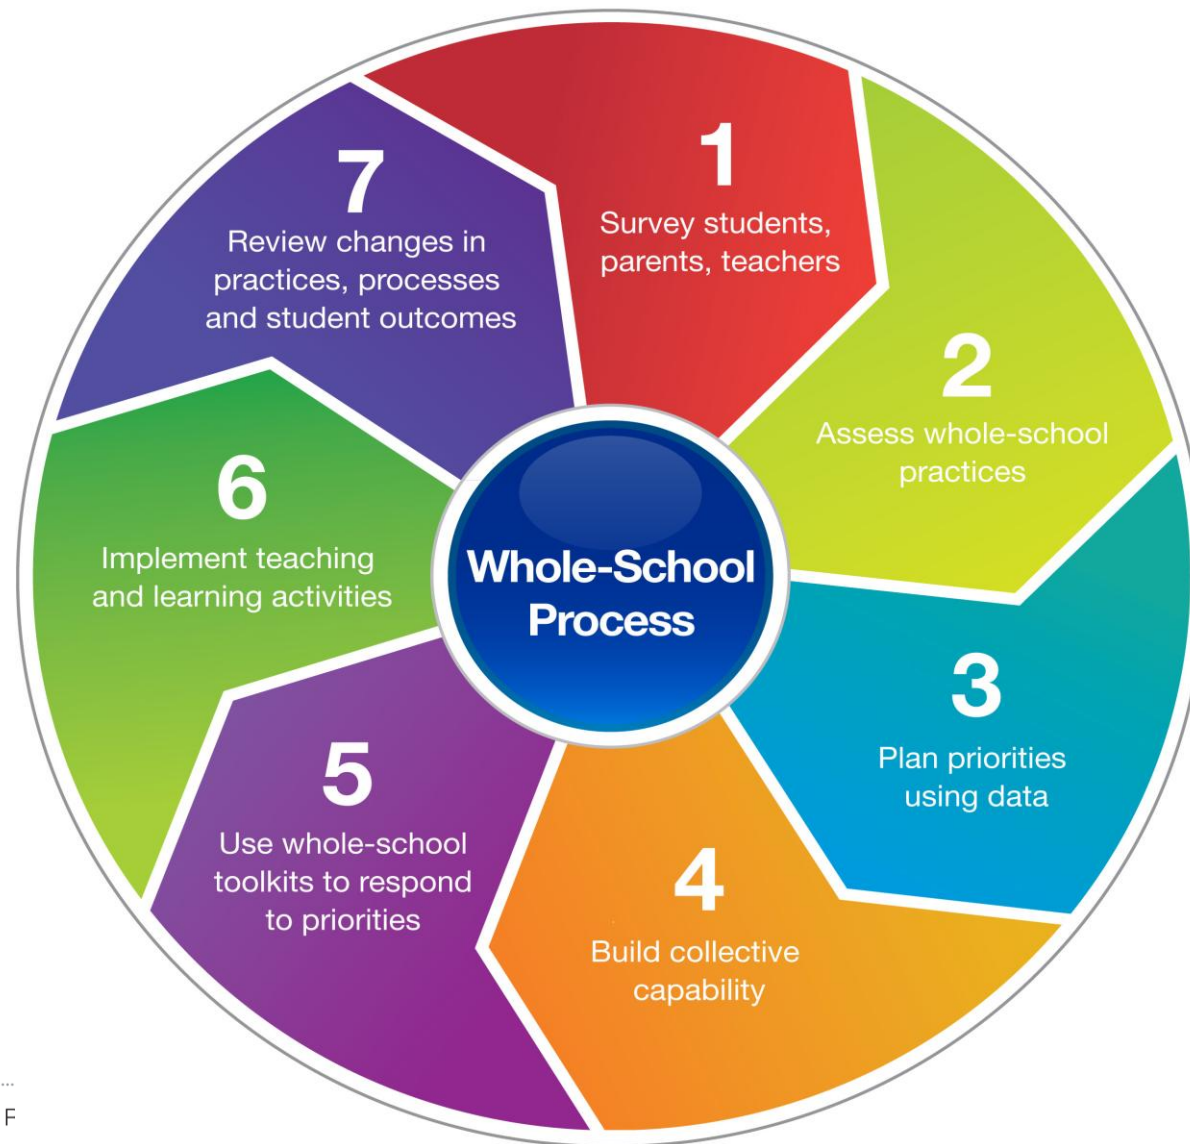 1
Survey students,
parents, teachers
2
Assess whole-school
practices
3
Plan priorities
using data
4
Build collective
capability
5
Use whole-school
toolkits to respond
to priorities
6
Implement teaching
and learning activities
7
Review changes in
practices, processes
and student outcomes
Whole-School
Process
...
F